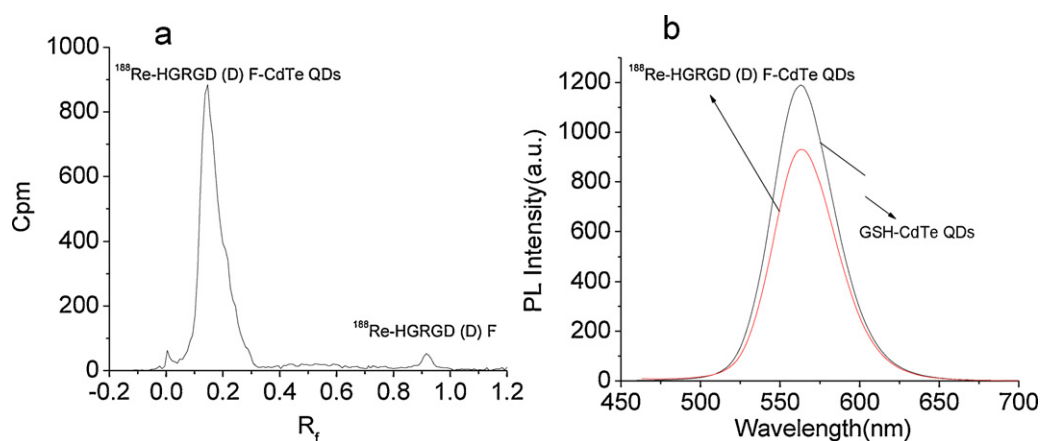 a
1000
800
600
400
200
0
Cpm
¹⁸⁸Re-HGRGD (D) F-CdTe QDs
¹⁸⁸Re-HGRGD (D) F
-0.2 0.0 0.2 0.4 0.6 0.8 1.0 1.2
Rf
b
1200
1000
800
600
400
200
0
PL Intensity(a.u.)
¹⁸⁸Re-HGRGD (D) F-CdTe QDs
GSH-CdTe QDs
450 500 550 600 650 700
Wavelength(nm)